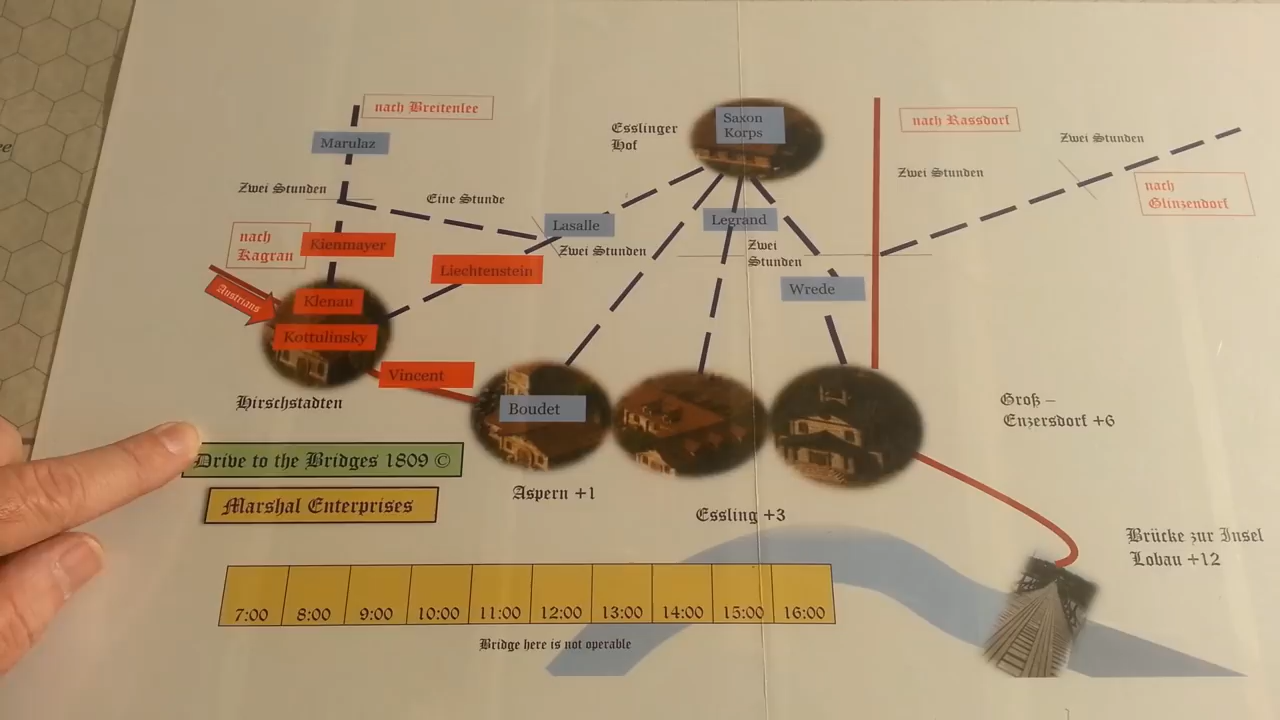 nach Breitenlee
Marulaz
Zwei Stunden
Eine Stunde
nach
Kagran
Kienmayer
Lasalle
Zwei Stunden
Liechtenstein
Austrians
Klenau
Kottulinsky
Vincent
Hirschstadten
Esslinger
Hof
Saxon
Korps
Legrand
Zwei
Stunden
Wrede
nach Rassdorf
Zwei Stunden
Zwei Stunden
nach
Glinzendorf
Boudet
Aspern +1
Essling +3
Groß –
Enzersdorf +6
Brücke zur Insel
Lobau +12
Drive to the Bridges 1809 ©
Marshal Enterprises
7:00 8:00 9:00 10:00 11:00 12:00 13:00 14:00 15:00 16:00
Bridge here is not operable